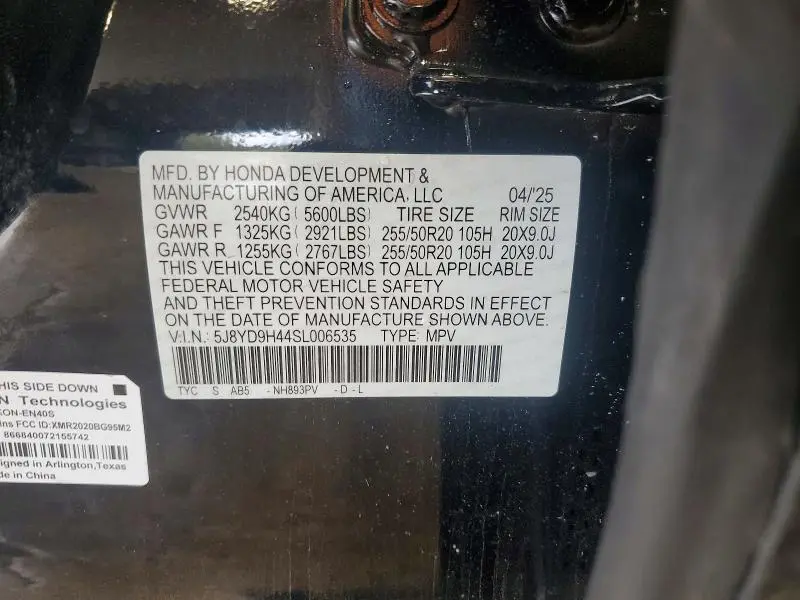 MFD. BY HONDA DEVELOPMENT &
MANUFACTURING OF AMERICA, LLC 04/'25
GVWR 2540KG ( 5600LBS) TIRE SIZE RIM SIZE
GAWR F 1325KG ( 2921LBS) 255/50R20 105H 20X9.0J
GAWR R 1255KG ( 2767LBS) 255/50R20 105H 20X9.0J
THIS VEHICLE CONFORMS TO ALL APPLICABLE
FEDERAL MOTOR VEHICLE SAFETY
AND THEFT PREVENTION STANDARDS IN EFFECT
ON THE DATE OF MANUFACTURE SHOWN ABOVE.
V.I.N.: 5J8YD9H44SL006535 TYPE: MPV
TYC S AB5 - NH893PV - D - L
HIS SIDE DOWN
N Technologies
SON-EN40S
ins FCC ID:XMR2020BG95M2
866840072155742
signed in Arlington,Texas
de in China